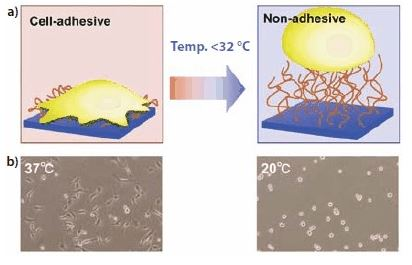 a)
Cell-adhesive
Temp. <32 °C
Non-adhesive
b)
37°C
20°C